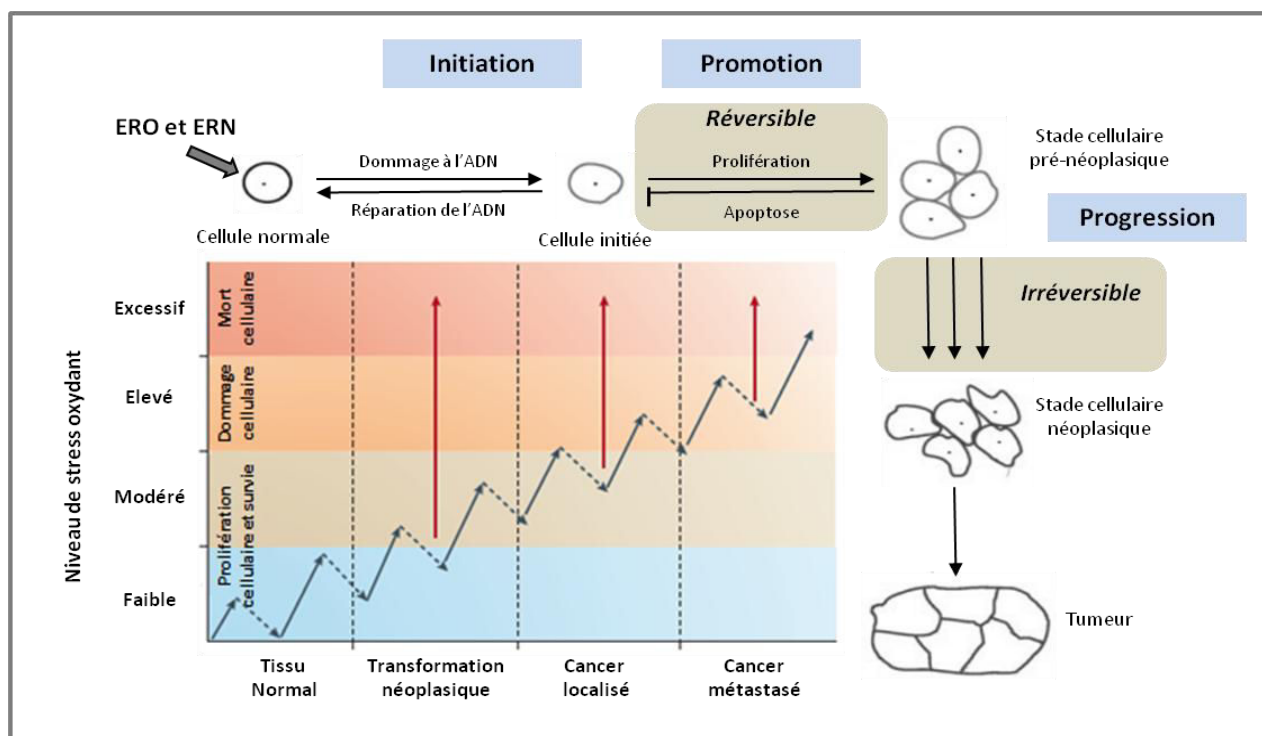 Initiation
Promotion
ERO et ERN
Réversible
Dommage à l'ADN
Prolifération
Stade cellulaire
pré-néoplasique
Réparation de l'ADN
Apoptose
Cellule normale
Cellule initiée
Progression
Irréversible
Niveau de stress oxydant
Excessif
Elevé
Modéré
Faible
Mort
cellulaire
Dommage
cellulaire
Prolifération
cellulaire et survie
Stade cellulaire
néoplasique
Tumeur
Tissu
Normal
Transformation
néoplasique
Cancer
localisé
Cancer
métastasé